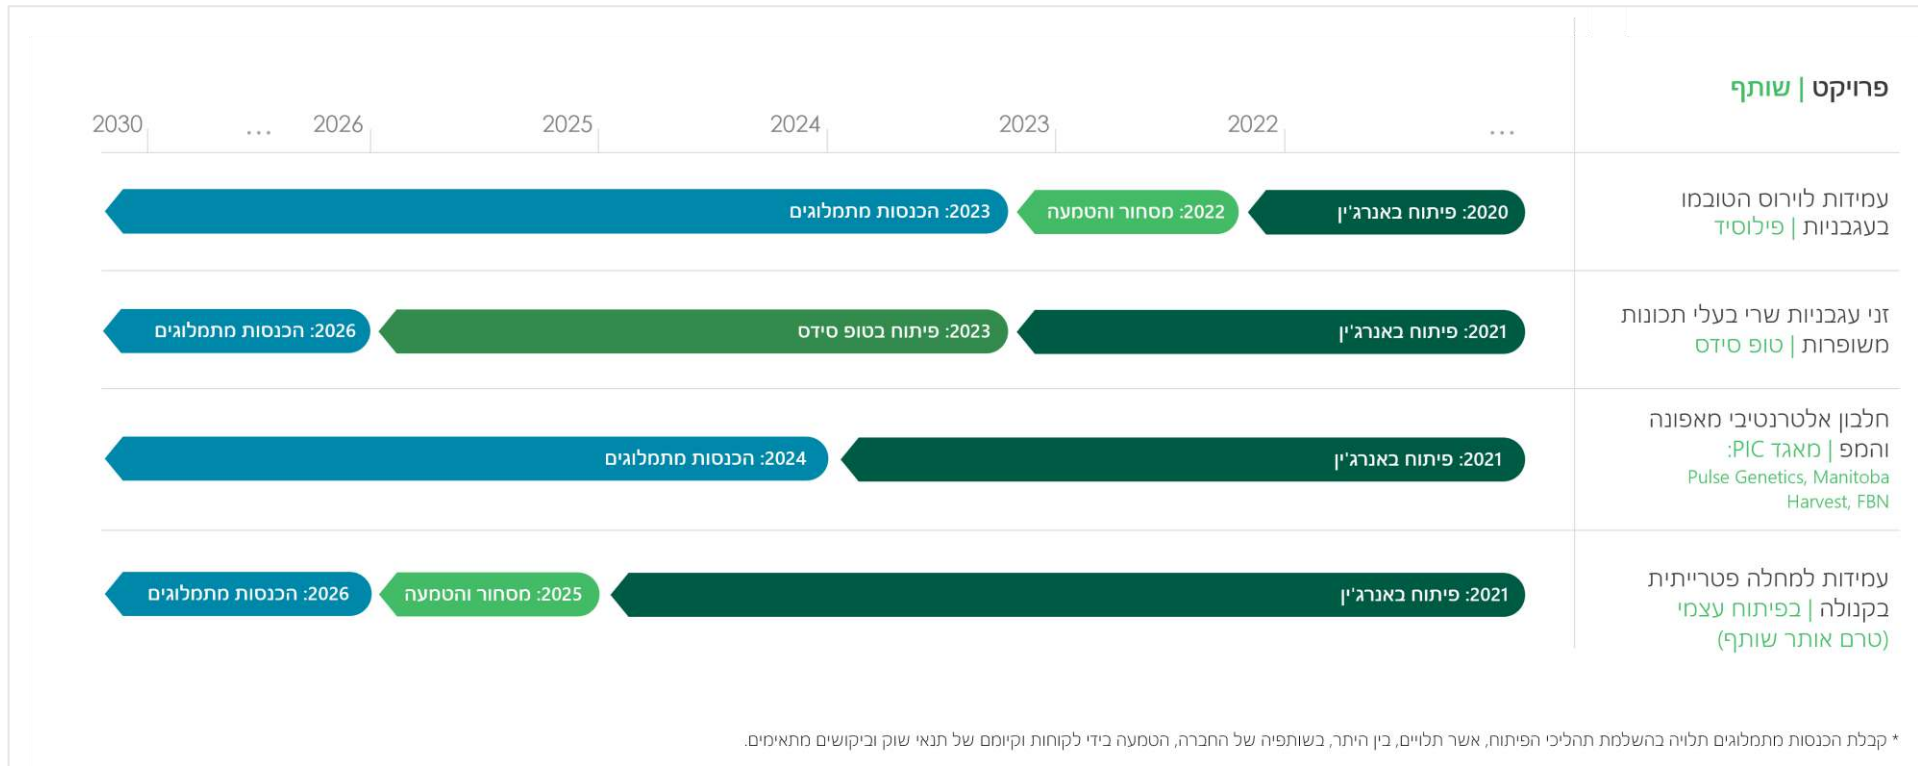 פרויקט | שותף
... 2022 2023 2024 2025 2026 ... 2030
עמידות לוירוס הטובמו
בעגבניות | פילוסיד
2020: פיתוח באנרג'ין
2022: מסחור והטמעה
2023: הכנסות מתמלוגים
זני עגבניות שרי בעלי תכונות
משופרות | טופ סידס
2021: פיתוח באנרג'ין
2023: פיתוח בטופ סידס
2026: הכנסות מתמלוגים
חלבון אלטרנטיבי מאפונה
והמפ | מאגד PIC:
Pulse Genetics, Manitoba
Harvest, FBN
2021: פיתוח באנרג'ין
2024: הכנסות מתמלוגים
עמידות למחלה פטרייתית
בקנולה | בפיתוח עצמי
(טרם אותר שותף)
2021: פיתוח באנרג'ין
2025: מסחור והטמעה
2026: הכנסות מתמלוגים
* קבלת הכנסות מתמלוגים תלויה בהשלמת תהליכי הפיתוח, אשר תלויים, בין היתר, בשותפיה של החברה, הטמעה בידי לקוחות וקיומם של תנאי שוק וביקושים מתאימים.